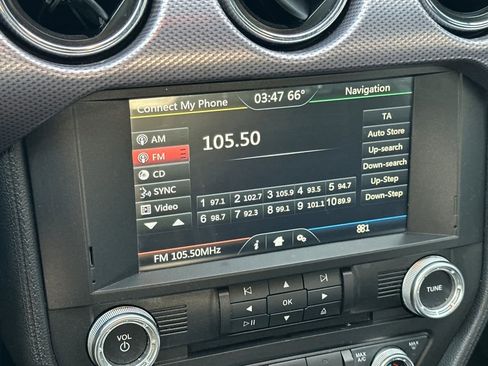 Connect My Phone 03:47 66° Navigation
AM
FM
CD
SYNC
Video
105.50
TA
Auto Store
Up-search
Down-search
Up-Step
Down-Step
1 97.1 2 102.7 3 105.9 4 93.5 5 94.7
6 98.7 7 92.3 8 99.1 9 101.1 10 89.9
FM 105.50MHz
VOL
OK
TUNE
MAX
A/C
MAX